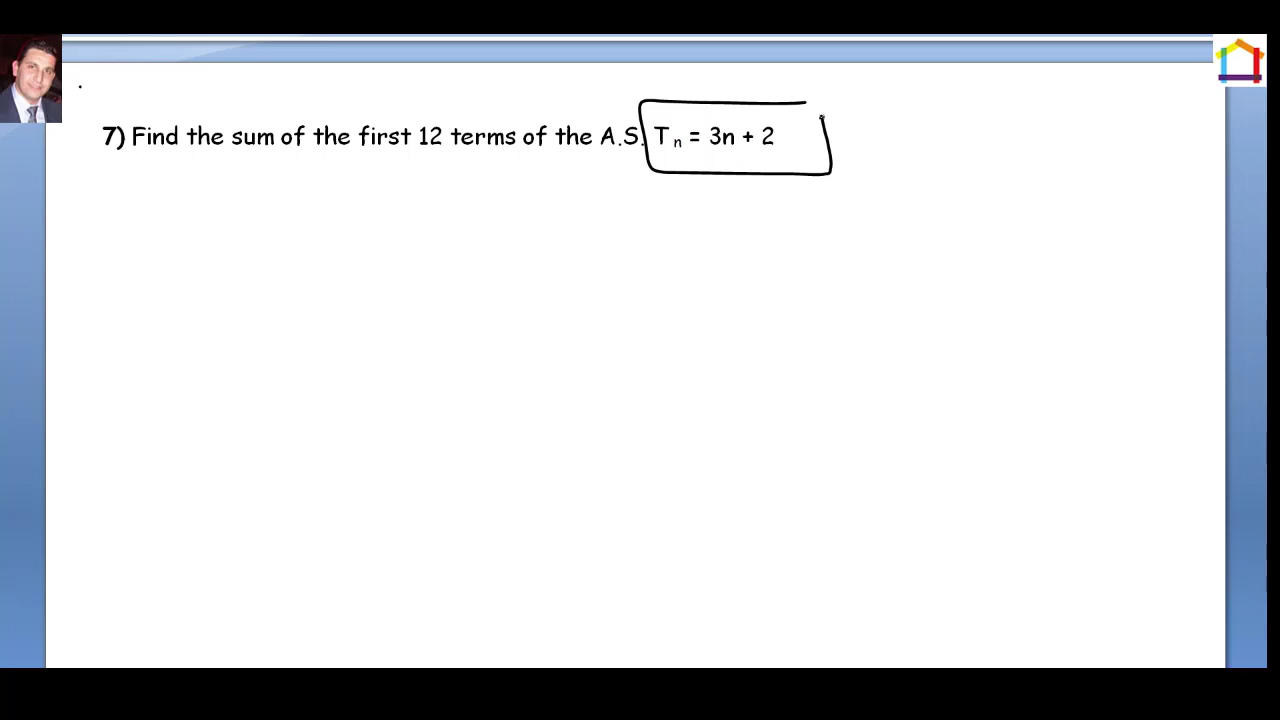 7) Find the sum of the first 12 terms of the A.S. T n = 3n + 2